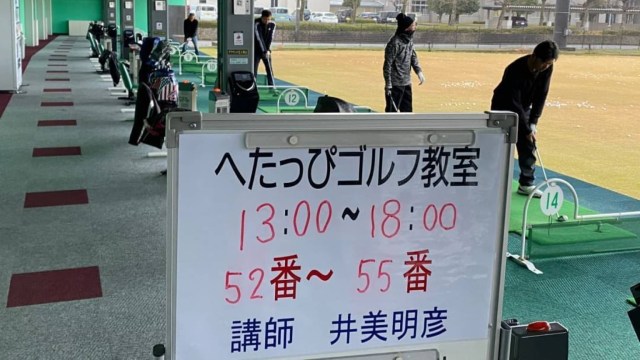 へたっぴゴルフ教室
13:00～18:00
52番～55番
講師 井美明彦
12
14